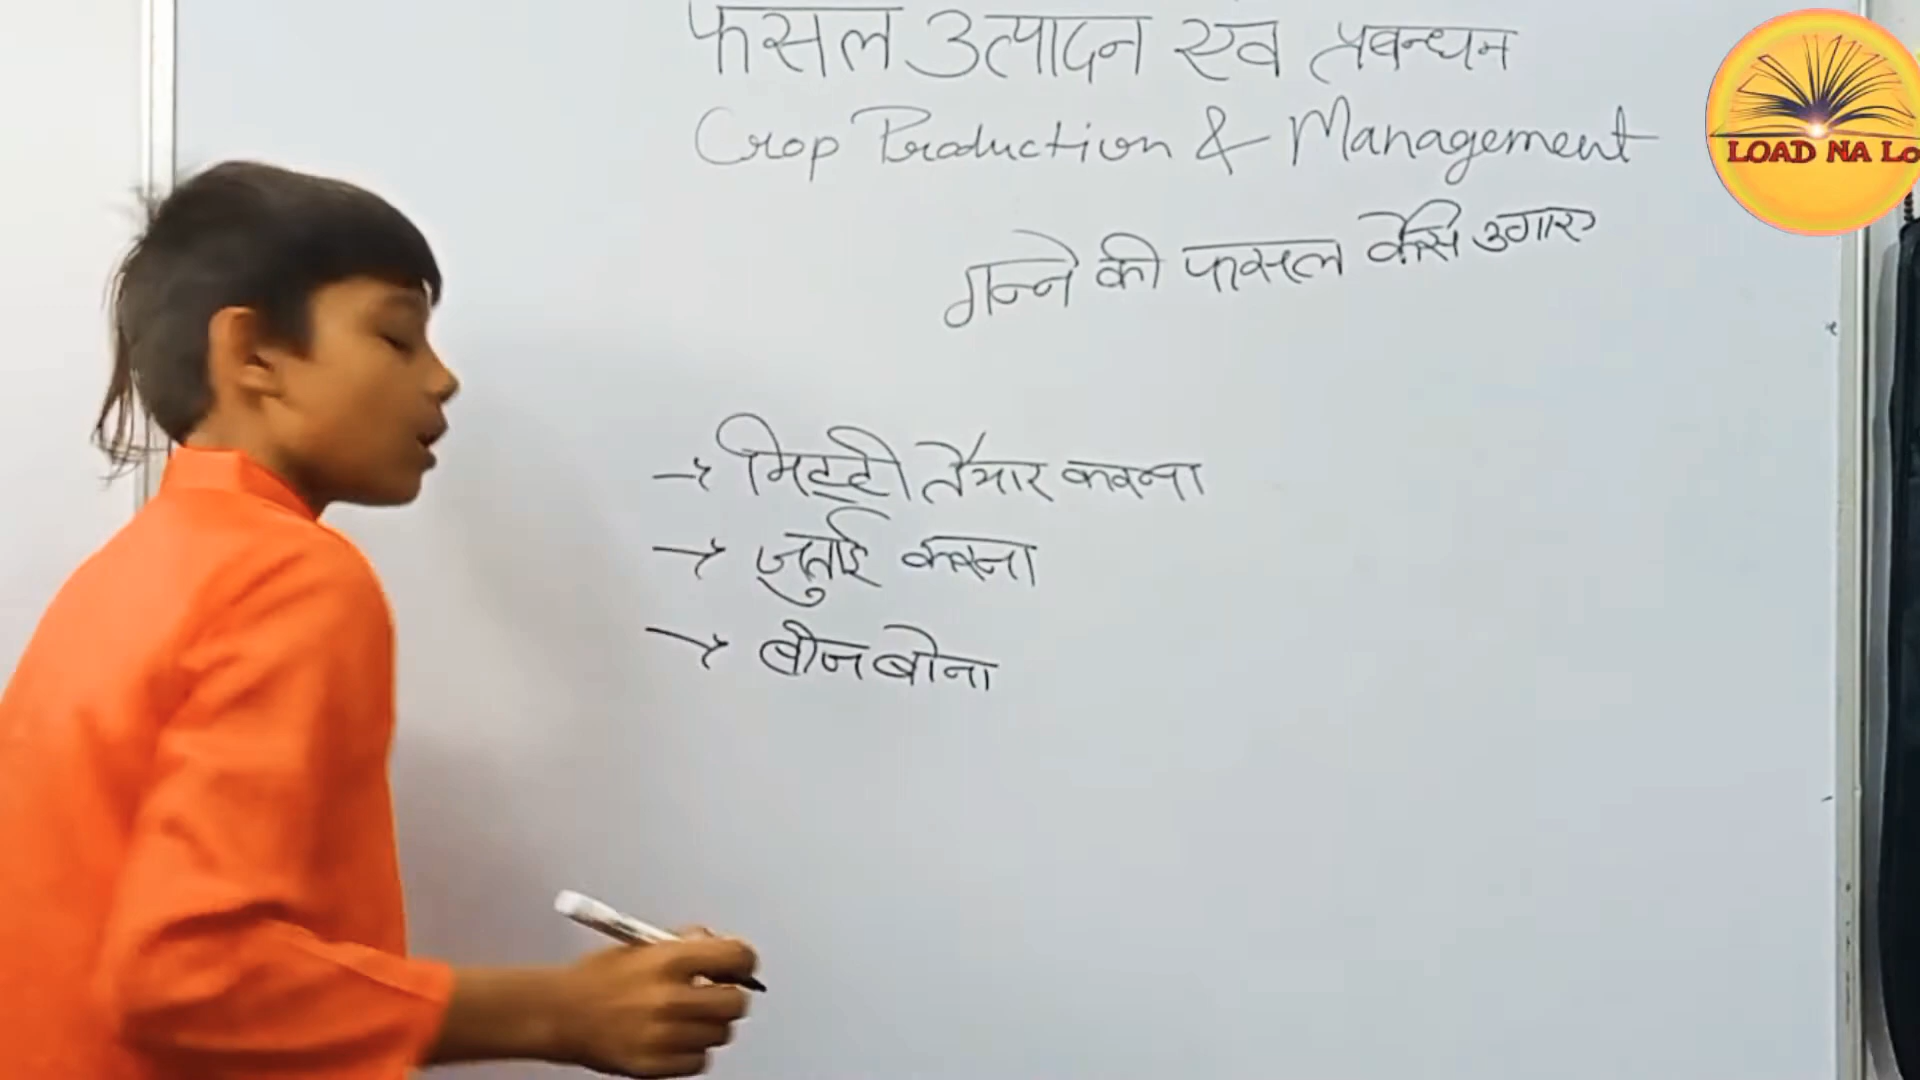 फसल उत्पादन एवं प्रबन्धन
Crop Production & Management
गन्ने की फसल कैसे उगाए
→ मिट्टी तैयार करना
→ जुताई करना
→ बीज बोना
LOAD NA Lo